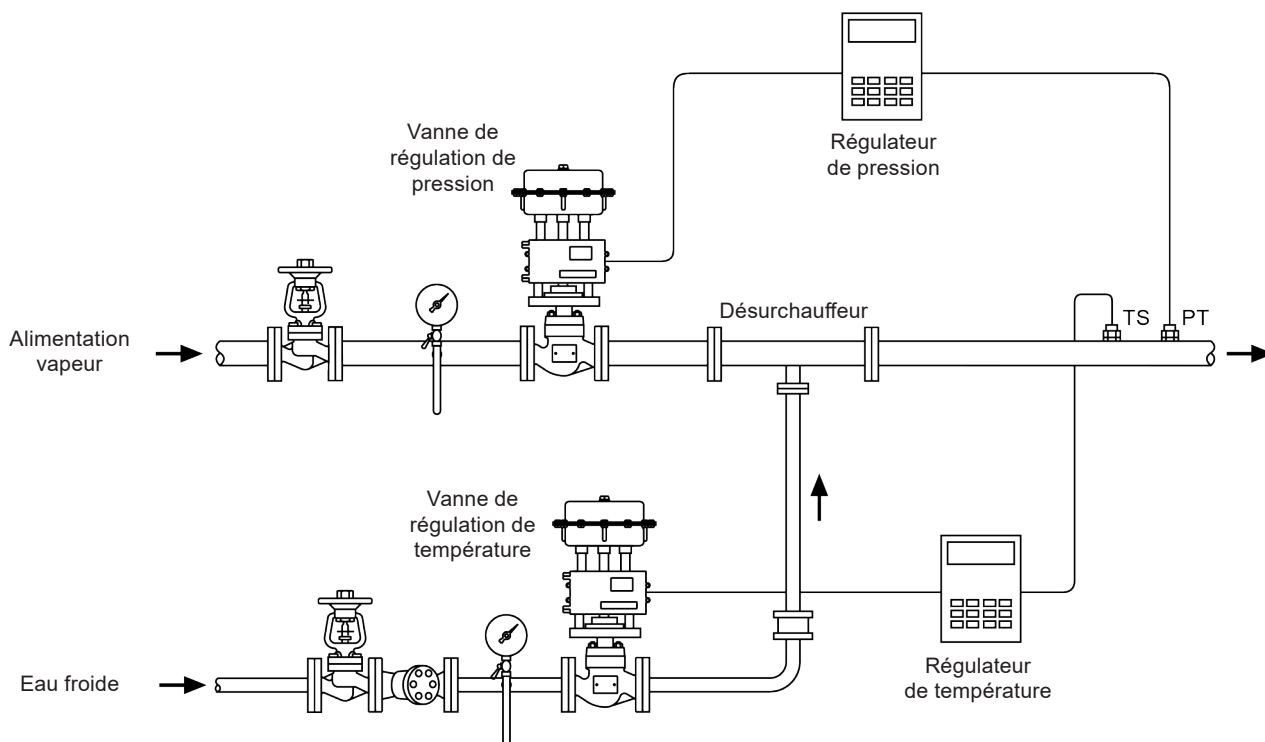 Vanne de
régulation de
pression
Régulateur
de pression
Alimentation
vapeur
Désurchauffeur
TS
PT
Vanne de
régulation de
température
Eau froide
Régulateur
de température